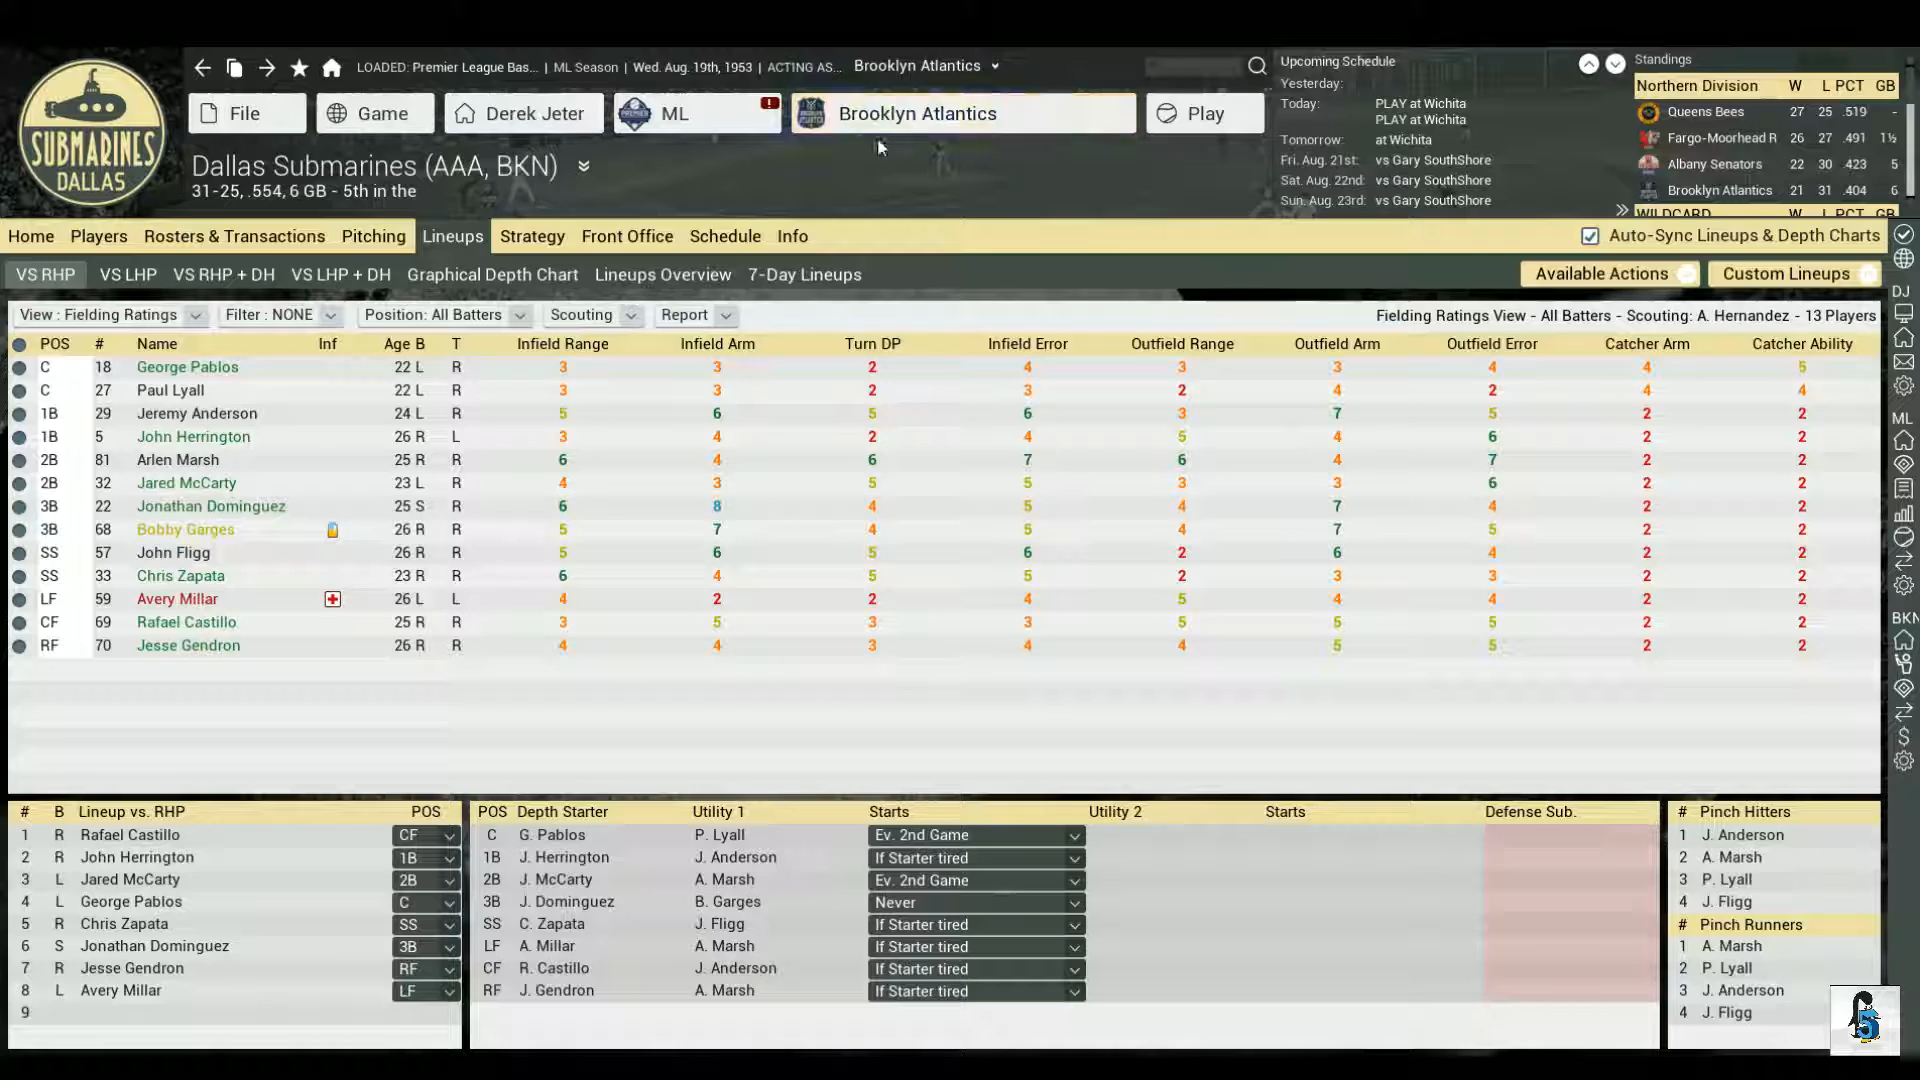 SUBMARINES
DALLAS
LOADED: Premier League Bas... | ML Season | Wed. Aug. 19th, 1953 | ACTING AS... Brooklyn Atlantics
File Game Derek Jeter ML Brooklyn Atlantics Play
Dallas Submarines (AAA, BKN)
31-25, .554, 6 GB - 5th in the
Upcoming Schedule
Yesterday:
Today: PLAY at Wichita
PLAY at Wichita
Tomorrow: at Wichita
Fri. Aug. 21st: vs Gary SouthShore
Sat. Aug. 22nd: vs Gary SouthShore
Sun. Aug. 23rd: vs Gary SouthShore
Standings
Northern Division W L PCT GB
Queens Bees 27 25 .519 -
Fargo-Moorhead R 26 27 .491 1½
Albany Senators 22 30 .423 5
Brooklyn Atlantics 21 31 .404 6
WILDCARD W L PCT GB
Home Players Rosters & Transactions Pitching Lineups Strategy Front Office Schedule Info Auto-Sync Lineups & Depth Charts
VS RHP VS LHP VS RHP + DH VS LHP + DH Graphical Depth Chart Lineups Overview 7-Day Lineups Available Actions Custom Lineups
View : Fielding Ratings Filter : NONE Position: All Batters Scouting Report Fielding Ratings View - All Batters - Scouting: A. Hernandez - 13 Players
POS # Name Inf Age B T Infield Range Infield Arm Turn DP Infield Error Outfield Range Outfield Arm Outfield Error Catcher Arm Catcher Ability
C 18 George Pablos 22 L R 3 3 2 4 3 3 4 4 5
C 27 Paul Lyall 22 L R 3 3 2 3 2 3 2 4 4
1B 29 Jeremy Anderson 24 L R 5 6 5 6 3 7 5 2 2
1B 5 John Herrington 26 R L 3 4 2 4 5 4 6 2 2
2B 81 Arlen Marsh 25 R R 6 4 6 7 6 4 7 2 2
2B 32 Jared McCarty 23 L R 4 3 5 5 3 3 6 2 2
3B 22 Jonathan Dominguez 25 S R 6 8 4 5 4 7 4 2 2
3B 68 Bobby Garges 26 R R 5 7 4 5 4 7 5 2 2
SS 57 John Fligg 26 R R 5 6 5 6 2 6 4 2 2
SS 33 Chris Zapata 23 R R 6 4 5 5 2 3 3 2 2
LF 59 Avery Millar 26 L L 4 2 2 4 5 4 4 2 2
CF 69 Rafael Castillo 25 R R 3 5 3 3 5 5 5 2 2
RF 70 Jesse Gendron 26 R R 4 4 3 4 4 5 5 2 2
# B Lineup vs. RHP POS
1 R Rafael Castillo CF
2 R John Herrington 1B
3 L Jared McCarty 2B
4 L George Pablos C
5 R Chris Zapata SS
6 S Jonathan Dominguez 3B
7 R Jesse Gendron RF
8 L Avery Millar LF
9
POS Depth Starter Utility 1 Starts Utility 2 Starts Defense Sub.
C G. Pablos P. Lyall Ev. 2nd Game
1B J. Herrington J. Anderson If Starter tired
2B J. McCarty A. Marsh Ev. 2nd Game
3B J. Dominguez B. Garges Never
SS C. Zapata J. Fligg If Starter tired
LF A. Millar A. Marsh If Starter tired
CF R. Castillo J. Anderson If Starter tired
RF J. Gendron A. Marsh If Starter tired
# Pinch Hitters
1 J. Anderson
2 A. Marsh
3 P. Lyall
4 J. Fligg
# Pinch Runners
1 A. Marsh
2 P. Lyall
3 J. Anderson
4 J. Fligg
DJ
ML
BKN
5